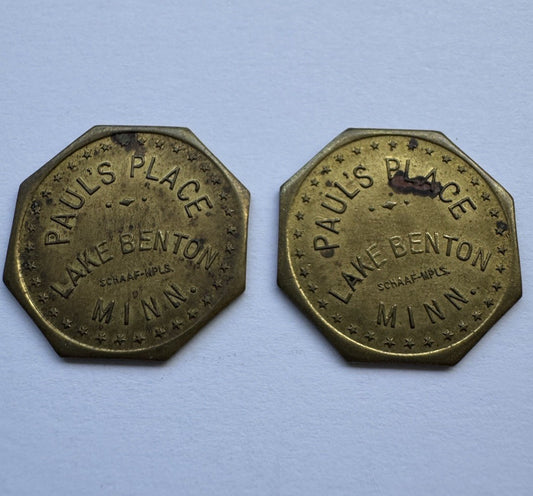 PAUL'S PLACE
LAKE BENTON
SCHAAF-MPLS.
MINN.
PAUL'S PLACE
LAKE BENTON
SCHAAF-MPLS.
MINN.